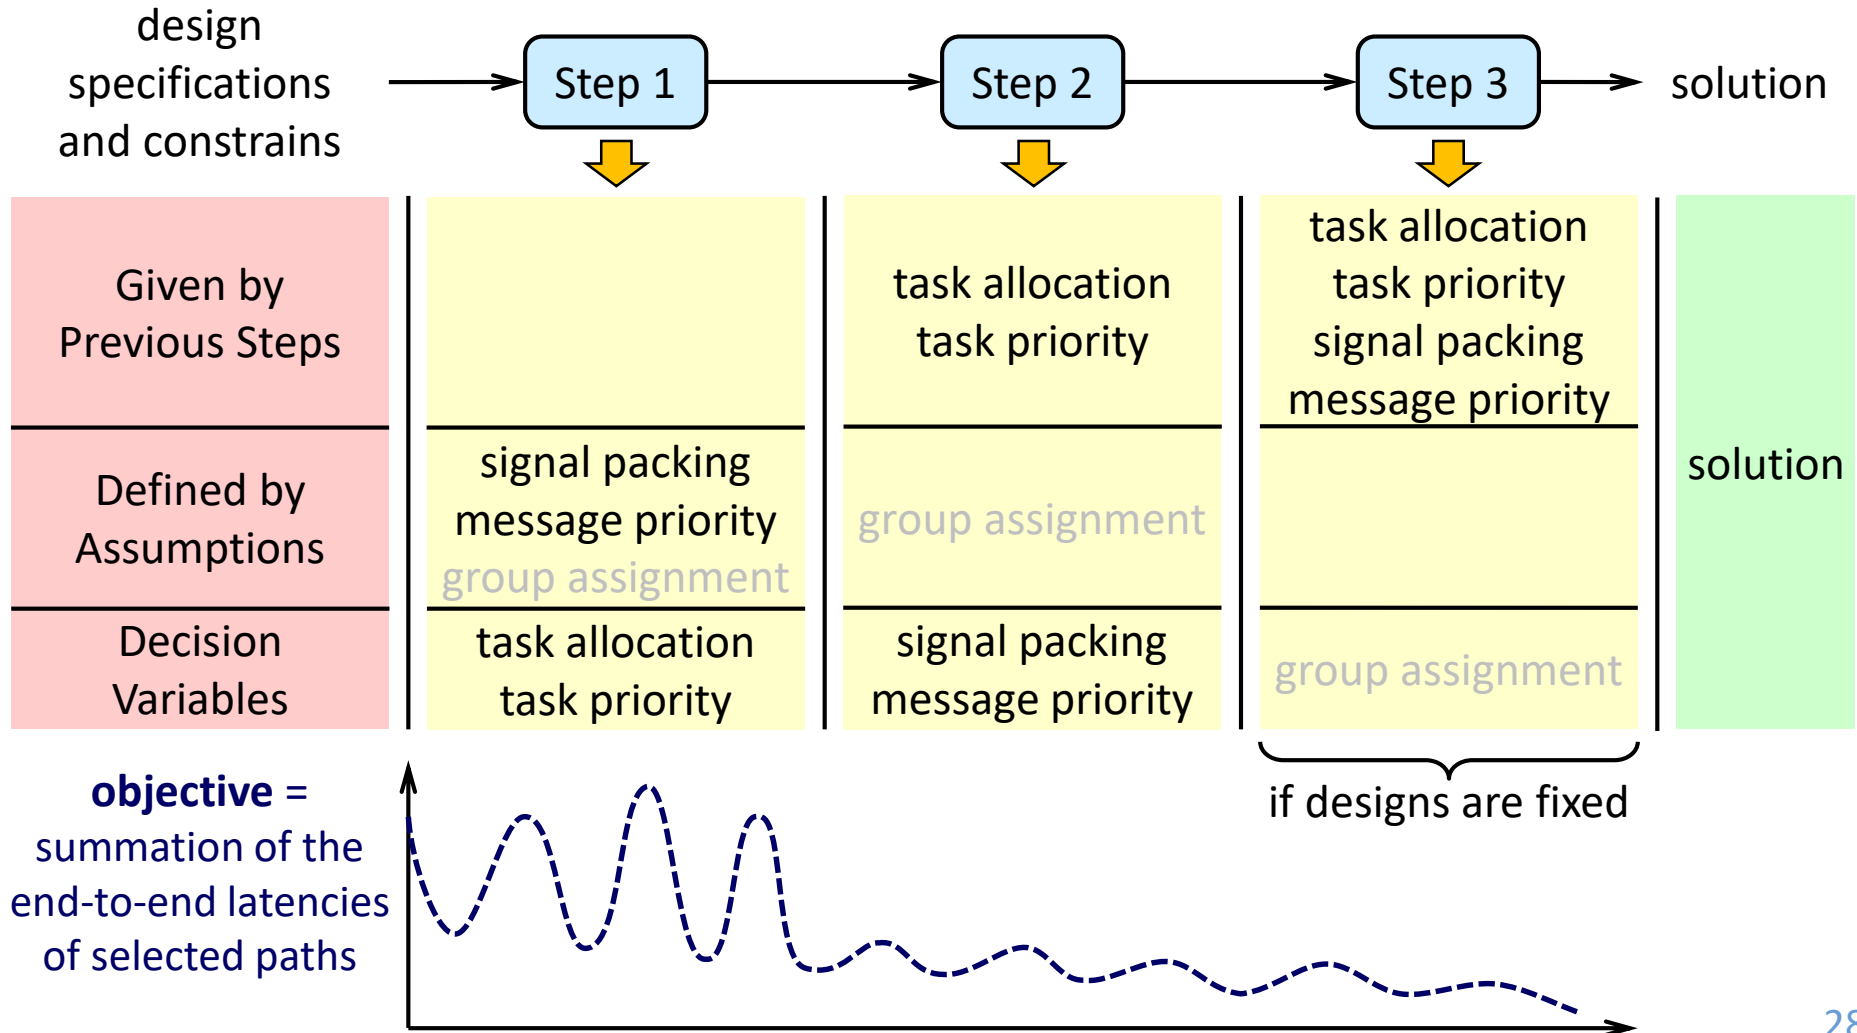 design
specifications
and constrains
Step 1
Step 2
Step 3
solution
Given by
Previous Steps
task allocation
task priority
task allocation
task priority
signal packing
message priority
Defined by
Assumptions
signal packing
message priority
group assignment
group assignment
solution
Decision
Variables
task allocation
task priority
signal packing
message priority
group assignment
objective =
summation of the
end-to-end latencies
of selected paths
if designs are fixed
28